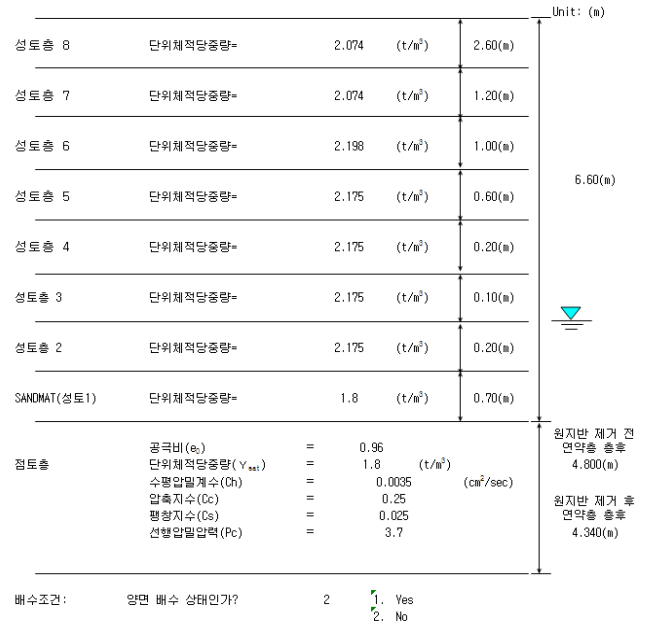 Unit: (m)
성토층 8 단위체적당중량= 2.074 (t/m³) 2.60(m)
성토층 7 단위체적당중량= 2.074 (t/m³) 1.20(m)
성토층 6 단위체적당중량= 2.198 (t/m³) 1.00(m)
6.60(m)
성토층 5 단위체적당중량= 2.175 (t/m³) 0.60(m)
성토층 4 단위체적당중량= 2.175 (t/m³) 0.20(m)
성토층 3 단위체적당중량= 2.175 (t/m³) 0.10(m)
성토층 2 단위체적당중량= 2.175 (t/m³) 0.20(m)
SANDMAT(성토1) 단위체적당중량= 1.8 (t/m³) 0.70(m)
원지반 제거 전
연약층 층후
4.800(m)
공극비(e₀) = 0.96
점토층 단위체적당중량(γsat) = 1.8 (t/m³)
수평압밀계수(Ch) = 0.0035 (cm²/sec)
압축지수(Cc) = 0.25
팽창지수(Cs) = 0.025
선행압밀압력(Pc) = 3.7
원지반 제거 후
연약층 층후
4.340(m)
배수조건: 양면 배수 상태인가? 2 1. Yes
2. No